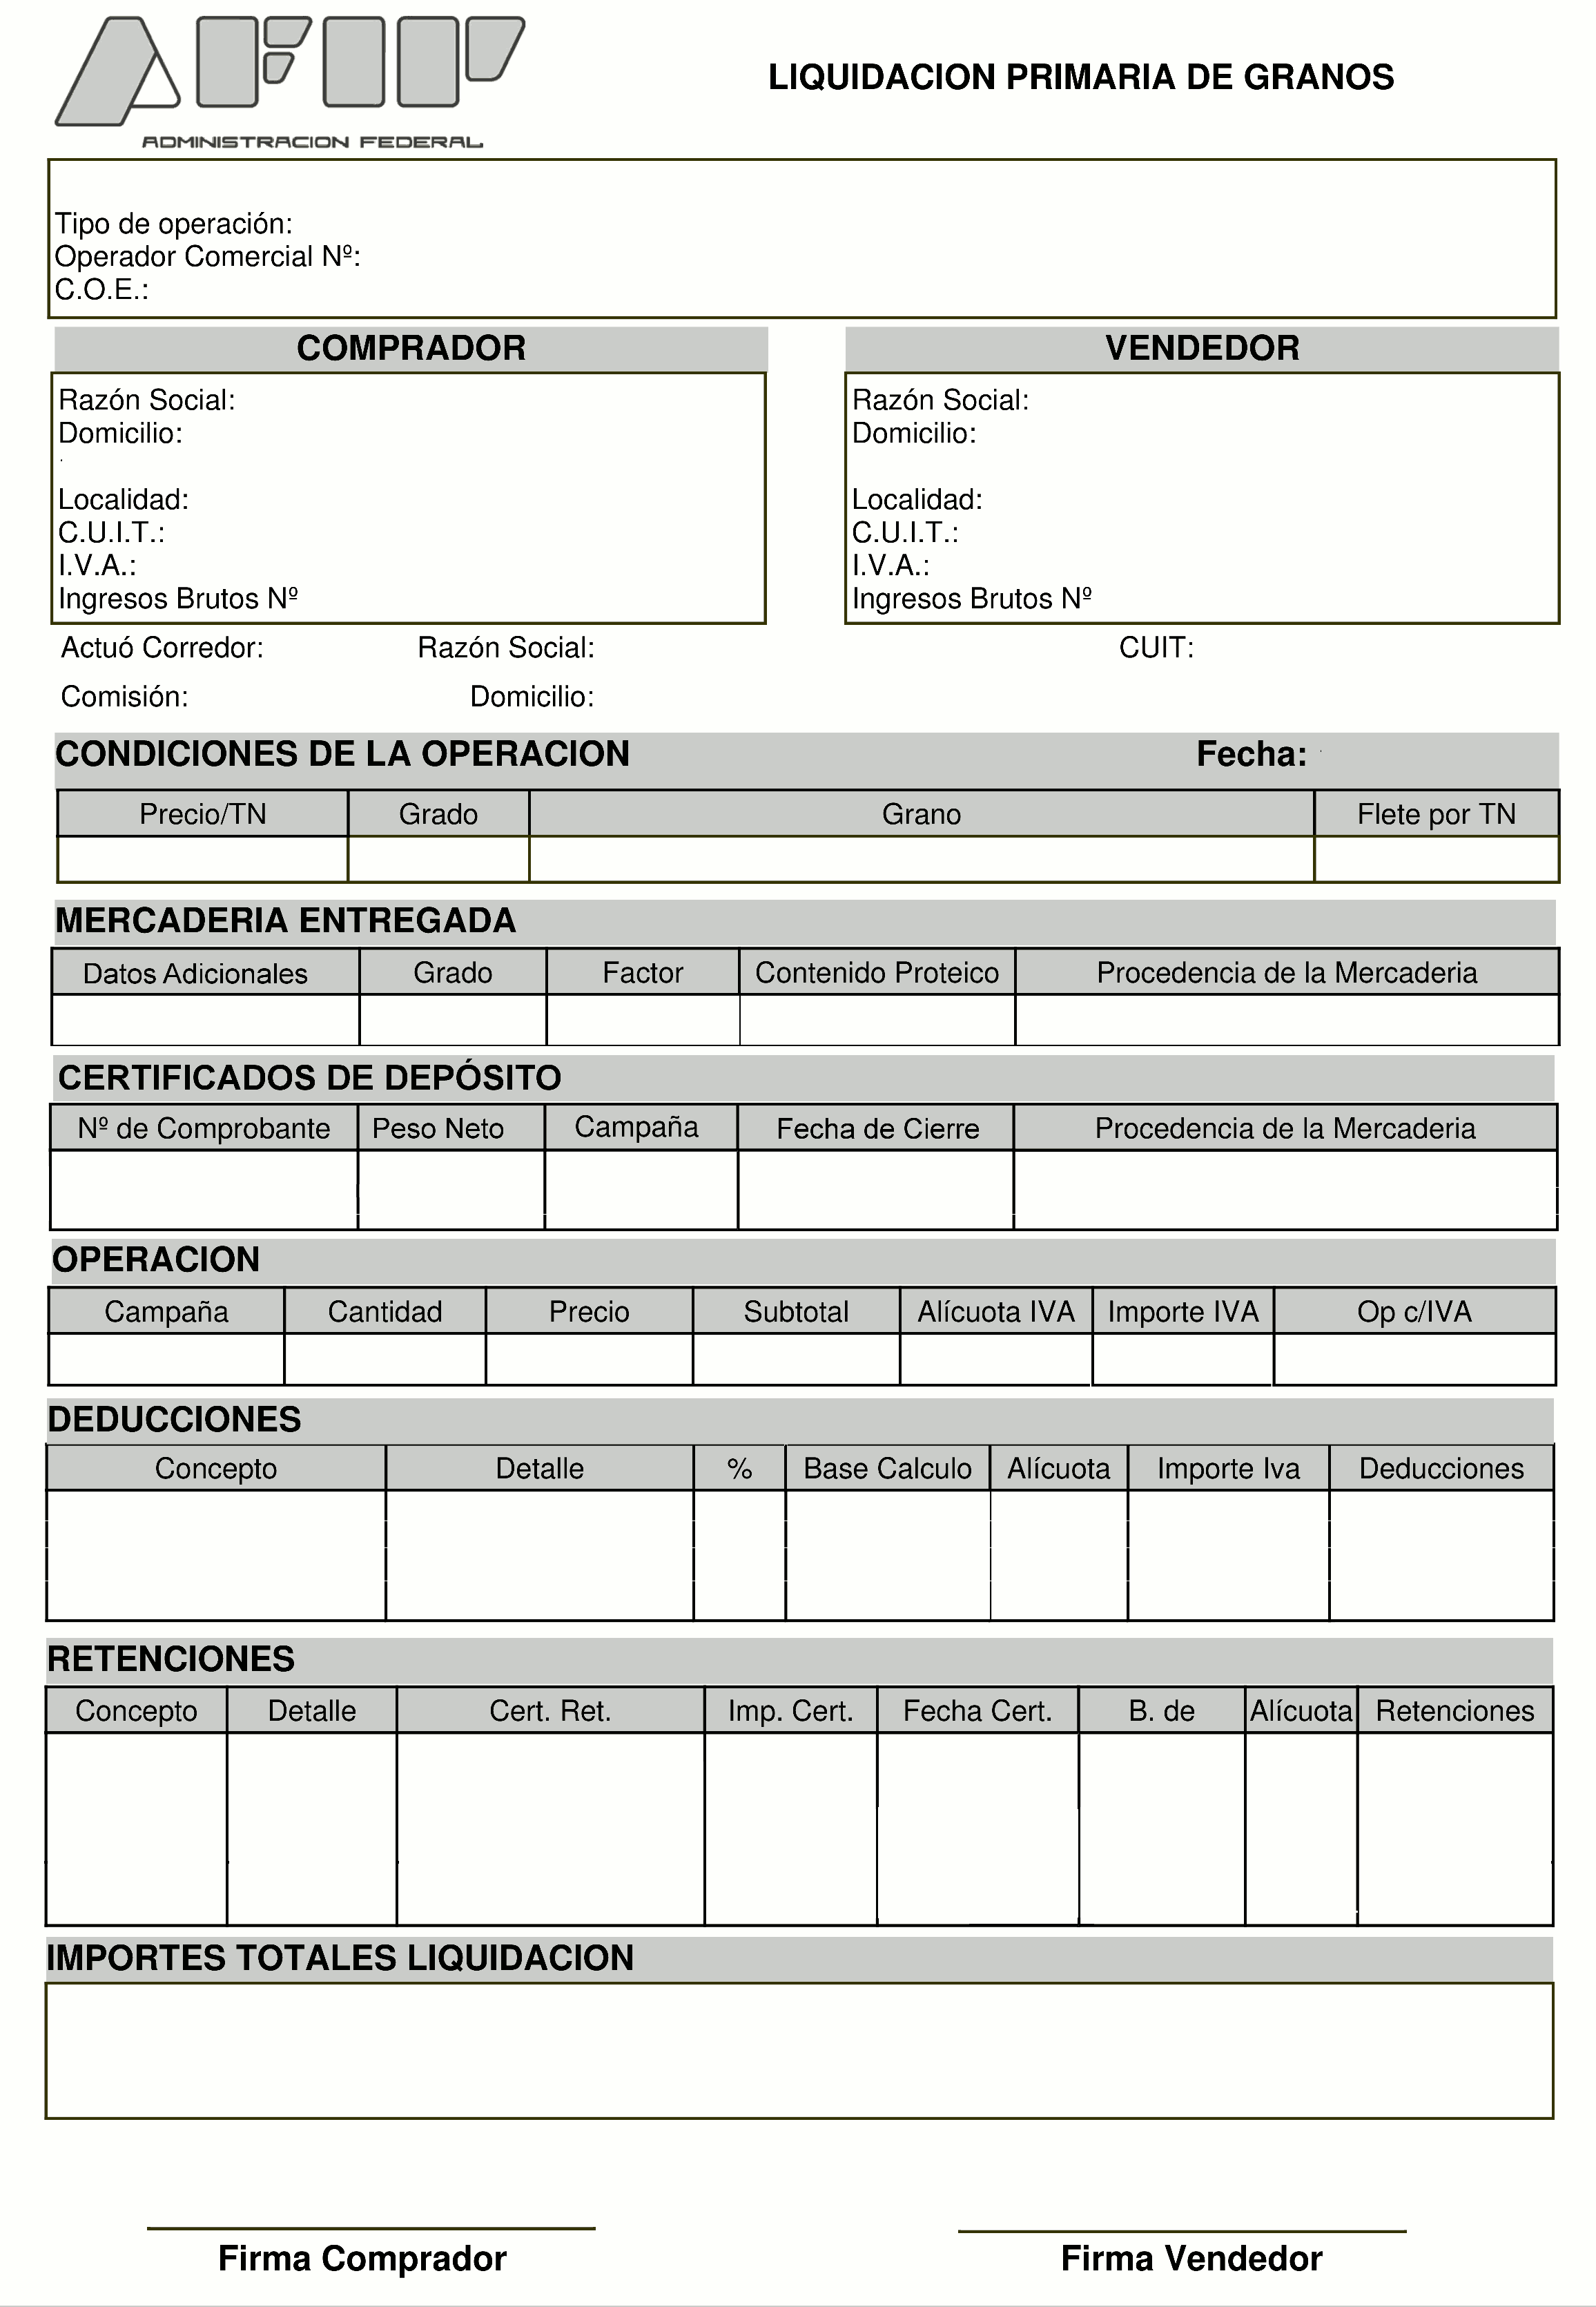 AFIP
ADMINISTRACION FEDERAL
LIQUIDACION PRIMARIA DE GRANOS
Tipo de operación:
Operador Comercial Nº:
C.O.E.:
COMPRADOR
Razón Social:
Domicilio:
Localidad:
C.U.I.T.:
I.V.A.:
Ingresos Brutos Nº
VENDEDOR
Razón Social:
Domicilio:
Localidad:
C.U.I.T.:
I.V.A.:
Ingresos Brutos Nº
Actuó Corredor: Razón Social: CUIT:
Comisión: Domicilio:
CONDICIONES DE LA OPERACION Fecha:
Precio/TN Grado Grano Flete por TN
MERCADERIA ENTREGADA
Datos Adicionales Grado Factor Contenido Proteico Procedencia de la Mercaderia
CERTIFICADOS DE DEPÓSITO
Nº de Comprobante Peso Neto Campaña Fecha de Cierre Procedencia de la Mercaderia
OPERACION
Campaña Cantidad Precio Subtotal Alícuota IVA Importe IVA Op c/IVA
DEDUCCIONES
Concepto Detalle % Base Calculo Alícuota Importe Iva Deducciones
RETENCIONES
Concepto Detalle Cert. Ret. Imp. Cert. Fecha Cert. B. de Alícuota Retenciones
IMPORTES TOTALES LIQUIDACION
Firma Comprador Firma Vendedor